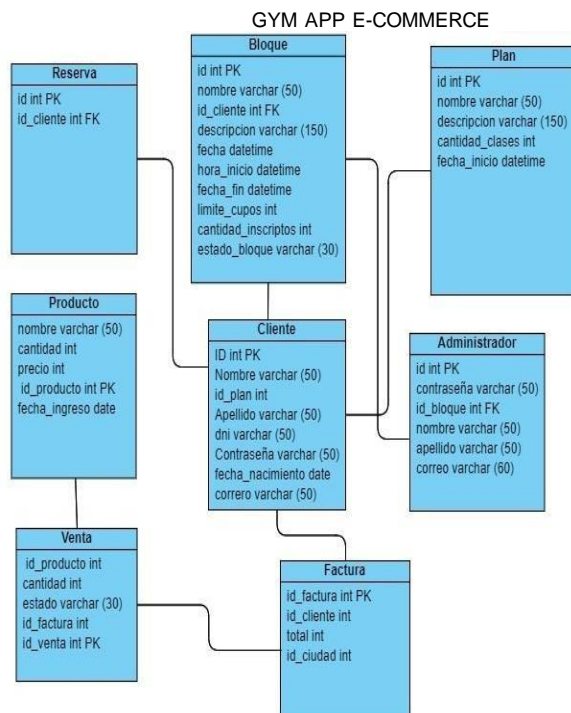 GYM APP E-COMMERCE
Reserva
id int PK
id_cliente int FK
Bloque
id int PK
nombre varchar (50)
id_cliente int FK
descripcion varchar (150)
fecha datetime
hora_inicio datetime
fecha_fin datetime
limite_cupos int
cantidad_inscriptos int
estado_bloque varchar (30)
Plan
id int PK
nombre varchar (50)
descripcion varchar (150)
cantidad_clases int
fecha_inicio datetime
Producto
nombre varchar (50)
cantidad int
precio int
id_producto int PK
fecha_ingreso date
Cliente
ID int PK
Nombre varchar (50)
id_plan int
Apellido varchar (50)
dni varchar (50)
Contraseña varchar (50)
fecha_nacimiento date
correro varchar (50)
Administrador
id int PK
contraseña varchar (50)
id_bloque int FK
nombre varchar (50)
apellido varchar (50)
correo varchar (60)
Venta
id_producto int
cantidad int
estado varchar (30)
id_factura int
id_venta int PK
Factura
id_factura int PK
id_cliente int
total int
id_ciudad int